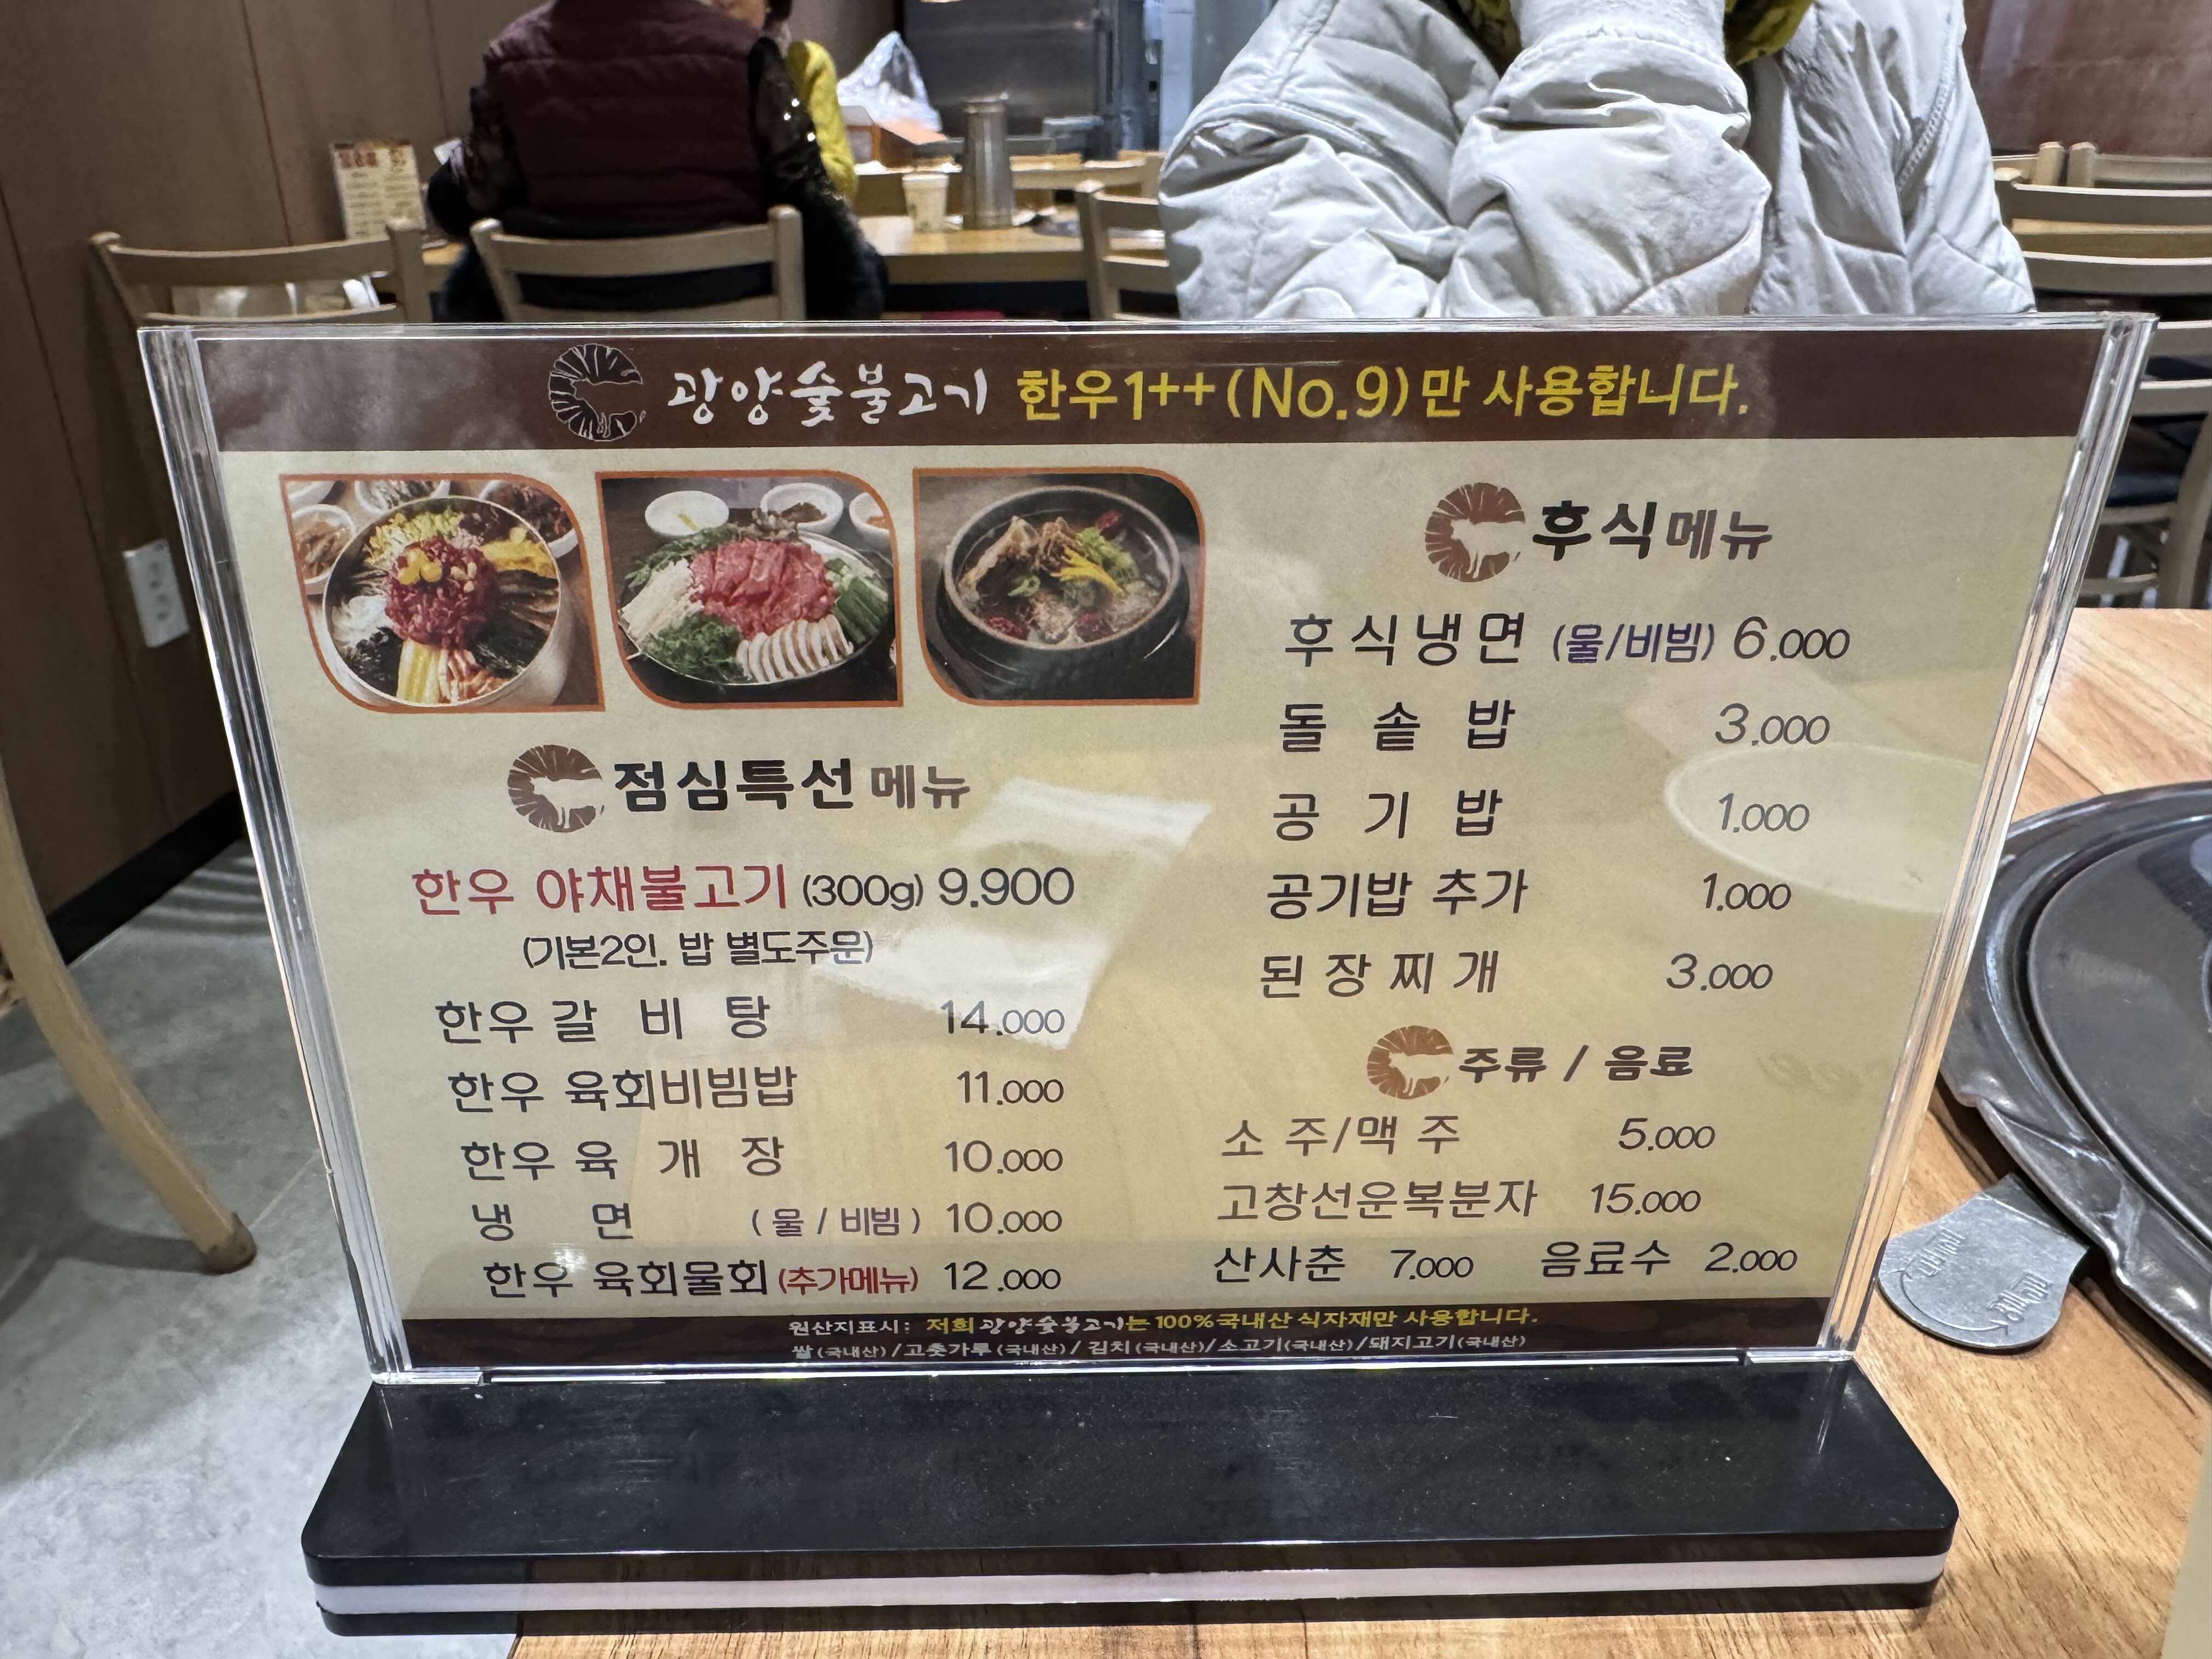 광양숯불고기 한우1++(No.9)만 사용합니다.
점심특선 메뉴
한우 야채불고기 (300g) 9.900
(기본2인. 밥 별도주문)
한우 갈 비 탕 14.000
한우 육회비빔밥 11.000
한우 육 개 장 10.000
냉 면 (물/비빔) 10.000
한우 육회물회 (추가메뉴) 12.000
후식메뉴
후식냉면 (물/비빔) 6.000
돌 솥 밥 3.000
공 기 밥 1.000
공기밥 추가 1.000
된장찌개 3.000
주류 / 음료
소 주/맥 주 5.000
고창선운복분자 15.000
산사춘 7.000 음료수 2.000
원산지표시: 저희 광양숯불고기는 100%국내산 식자재만 사용합니다.
쌀(국내산)/고춧가루(국내산)/김치(국내산)/소고기(국내산)/돼지고기(국내산)